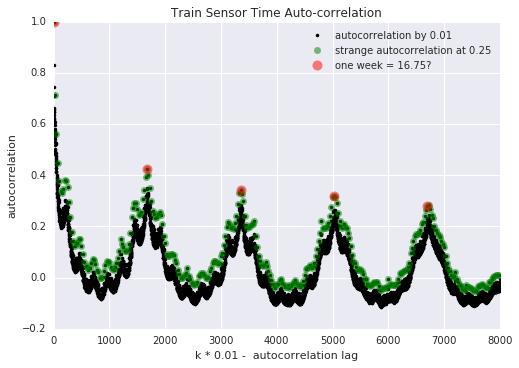 Train Sensor Time Auto-correlation
1.0
0.8
0.6
0.4
0.2
0.0
−0.2
autocorrelation
autocorrelation by 0.01
strange autocorrelation at 0.25
one week = 16.75?
0 1000 2000 3000 4000 5000 6000 7000 8000
k * 0.01 - autocorrelation lag